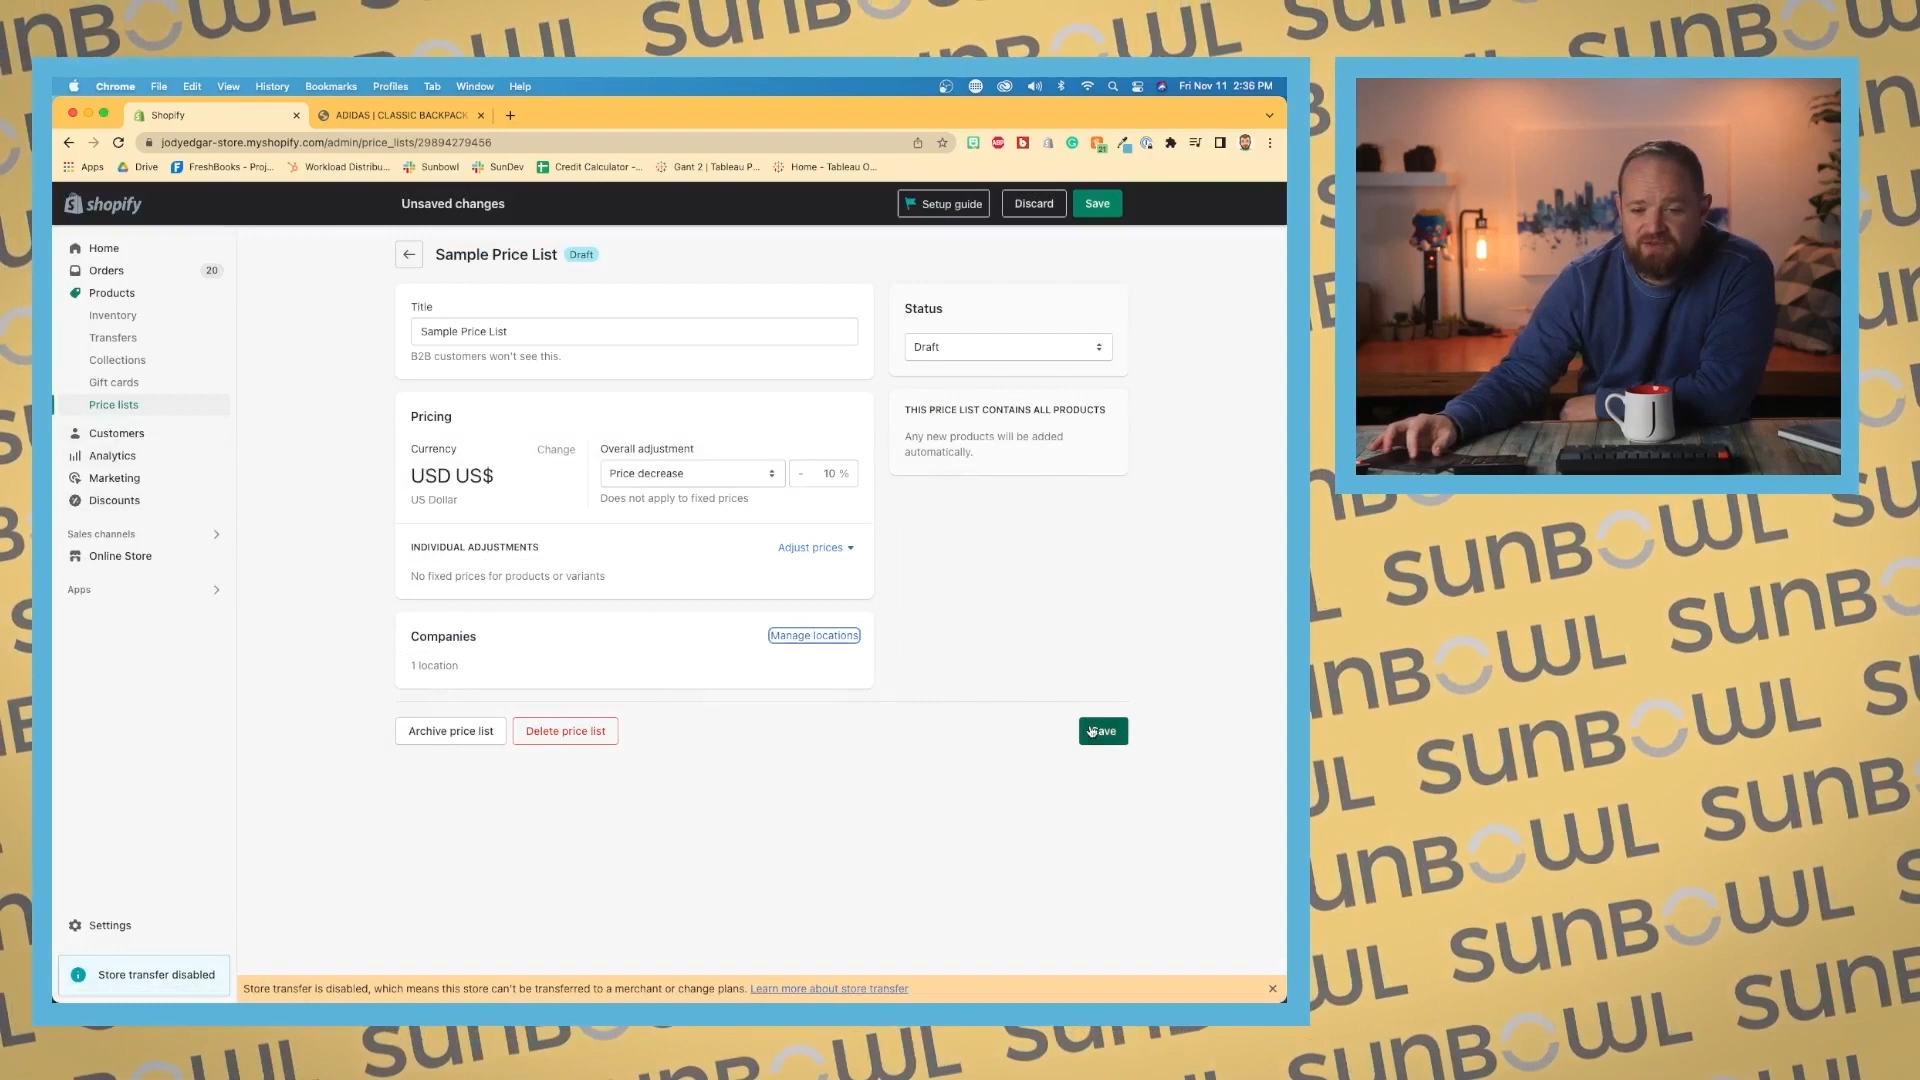 Chrome File Edit View History Bookmarks Profiles Tab Window Help
Fri Nov 11 2:36 PM
Shopify
ADIDAS | CLASSIC BACKPACK
jodyedgar-store.myshopify.com/admin/price_lists/29894279456
Apps Drive FreshBooks - Proj... Workload Distribu... Sunbowl SunDev Credit Calculator -... Gant 2 | Tableau P... Home - Tableau O...
shopify
Unsaved changes
Setup guide
Discard
Save
Home
Orders 20
Products
Inventory
Transfers
Collections
Gift cards
Price lists
Customers
Analytics
Marketing
Discounts
Sales channels
Online Store
Apps
Settings
Store transfer disabled
Sample Price List Draft
Title
Sample Price List
B2B customers won't see this.
Pricing
Currency Change
USD US$
US Dollar
Overall adjustment
Price decrease - 10 %
Does not apply to fixed prices
INDIVIDUAL ADJUSTMENTS Adjust prices
No fixed prices for products or variants
Companies Manage locations
1 location
Status
Draft
THIS PRICE LIST CONTAINS ALL PRODUCTS
Any new products will be added
automatically.
Archive price list
Delete price list
Save
Store transfer is disabled, which means this store can't be transferred to a merchant or change plans. Learn more about store transfer
SUNBOWL
SUNBOWL
SUNBOWL
SUNBOWL
SUNBOWL
SUNBOWL